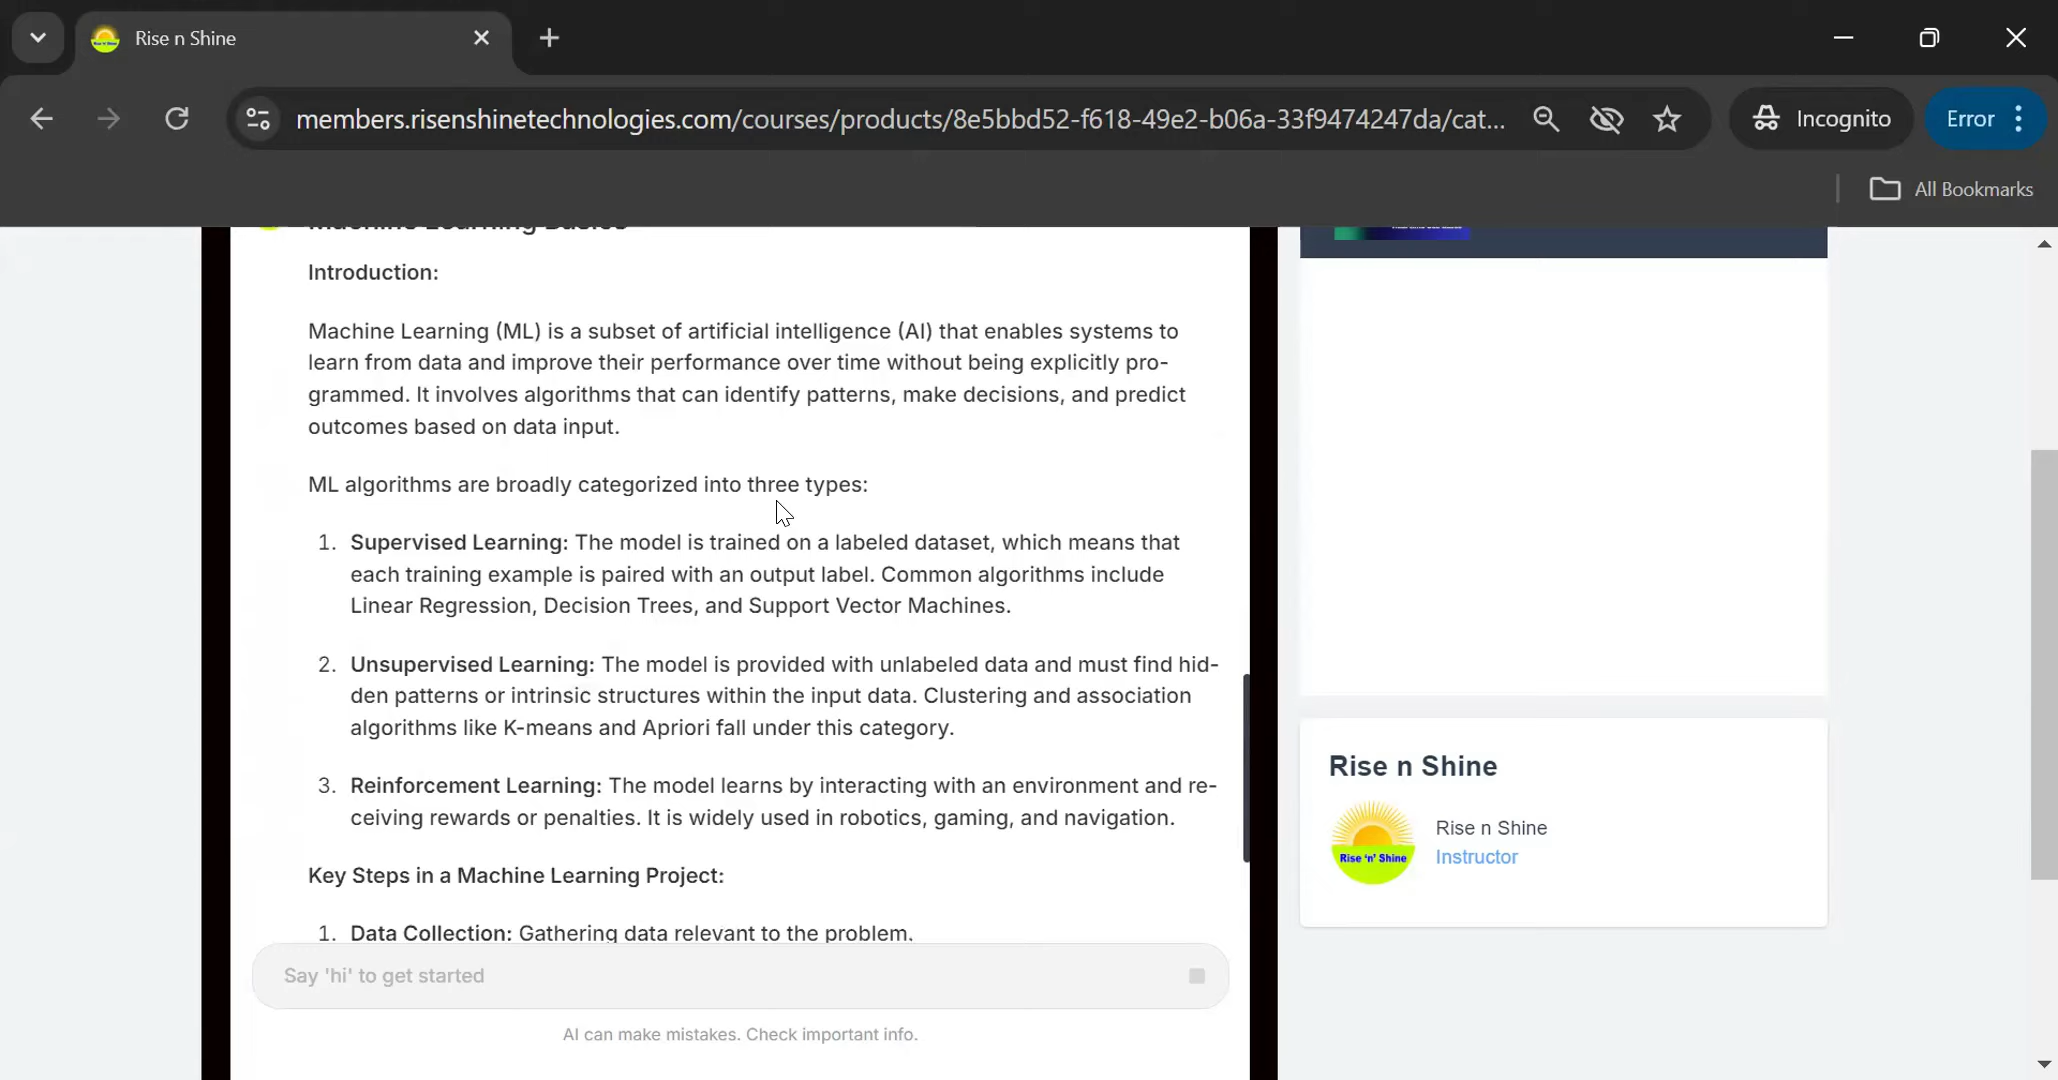 Rise n Shine
members.risenshinetechnologies.com/courses/products/8e5bbd52-f618-49e2-b06a-33f9474247da/cat...
Incognito
Error
All Bookmarks
Machine Learning Basics
Introduction:
Machine Learning (ML) is a subset of artificial intelligence (AI) that enables systems to
learn from data and improve their performance over time without being explicitly pro-
grammed. It involves algorithms that can identify patterns, make decisions, and predict
outcomes based on data input.
ML algorithms are broadly categorized into three types:
1. Supervised Learning: The model is trained on a labeled dataset, which means that
each training example is paired with an output label. Common algorithms include
Linear Regression, Decision Trees, and Support Vector Machines.
2. Unsupervised Learning: The model is provided with unlabeled data and must find hid-
den patterns or intrinsic structures within the input data. Clustering and association
algorithms like K-means and Apriori fall under this category.
3. Reinforcement Learning: The model learns by interacting with an environment and re-
ceiving rewards or penalties. It is widely used in robotics, gaming, and navigation.
Key Steps in a Machine Learning Project:
1. Data Collection: Gathering data relevant to the problem.
Say 'hi' to get started
AI can make mistakes. Check important info.
Rise n Shine
Rise 'n' Shine
Rise n Shine
Instructor